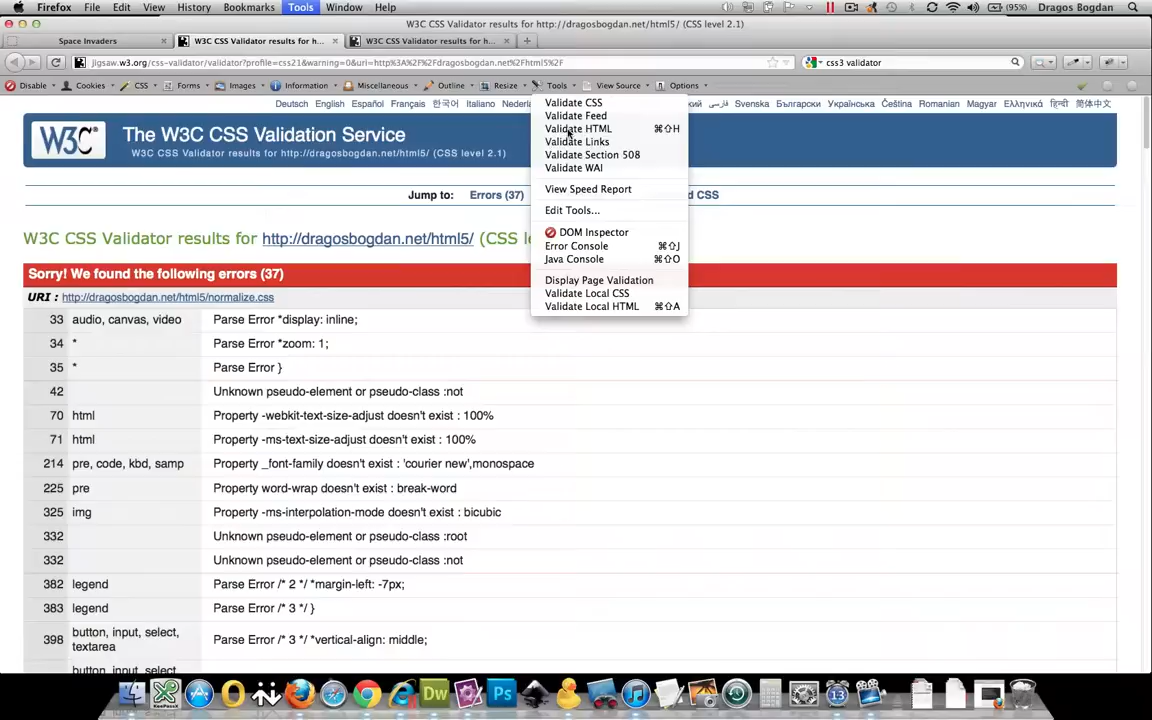 Firefox File Edit View History Bookmarks Tools Window Help (95%) Dragos Bogdan
W3C CSS Validator results for http://dragosbogdan.net/html5/ (CSS level 2.1)
Space Invaders × W3C CSS Validator results for h... × W3C CSS Validator results for h... × +
jigsaw.w3.org/css-validator/validator?profile=css21&warning=0&uri=http%3A%2F%2Fdragosbogdan.net%2Fhtml5%2F css3 validator
Disable Cookies CSS Forms Images Information Miscellaneous Outline Resize Tools View Source Options
Deutsch English Español Français 한국어 Italiano Nederla فارسی Svenska Български Українська Čeština Romanian Magyar Ελληνικά हिन्दी 简体中文
Validate CSS
Validate Feed
Validate HTML ⌘⇧H
Validate Links
Validate Section 508
Validate WAI
View Speed Report
Edit Tools...
DOM Inspector
Error Console ⌘⇧J
Java Console ⌘⇧O
Display Page Validation
Validate Local CSS
Validate Local HTML ⌘⇧A
W3C The W3C CSS Validation Service
W3C CSS Validator results for http://dragosbogdan.net/html5/ (CSS level 2.1)
Jump to: Errors (37) d CSS
W3C CSS Validator results for http://dragosbogdan.net/html5/ (CSS le
Sorry! We found the following errors (37)
URI : http://dragosbogdan.net/html5/normalize.css
33 audio, canvas, video Parse Error *display: inline;
34 * Parse Error *zoom: 1;
35 * Parse Error }
42 Unknown pseudo-element or pseudo-class :not
70 html Property -webkit-text-size-adjust doesn't exist : 100%
71 html Property -ms-text-size-adjust doesn't exist : 100%
214 pre, code, kbd, samp Property _font-family doesn't exist : 'courier new',monospace
225 pre Property word-wrap doesn't exist : break-word
325 img Property -ms-interpolation-mode doesn't exist : bicubic
332 Unknown pseudo-element or pseudo-class :root
332 Unknown pseudo-element or pseudo-class :not
382 legend Parse Error /* 2 */ *margin-left: -7px;
383 legend Parse Error /* 3 */ }
398 button, input, select, textarea Parse Error /* 3 */ *vertical-align: middle;
button, input, select,
Dw Ps 13